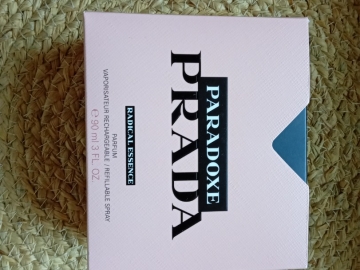 PARADOXE
PRADA
RADICAL ESSENCE
PARFUM
VAPORISATEUR RECHARGEABLE / REFILLABLE SPRAY
℮ 90 ml 3 FL. OZ.